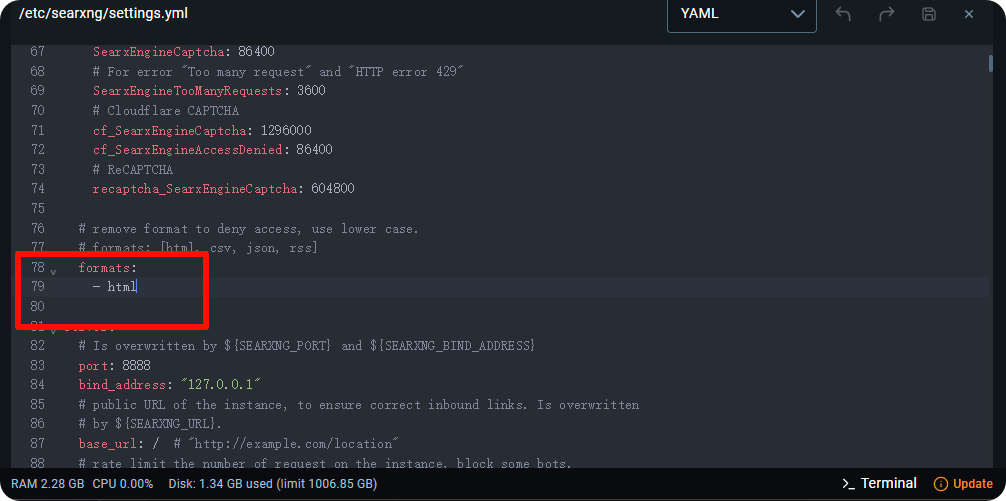 /etc/searxng/settings.yml YAML
67 SearxEngineCaptcha: 86400
68 # For error "Too many request" and "HTTP error 429"
69 SearxEngineTooManyRequests: 3600
70 # Cloudflare CAPTCHA
71 cf_SearxEngineCaptcha: 1296000
72 cf_SearxEngineAccessDenied: 86400
73 # ReCAPTCHA
74 recaptcha_SearxEngineCaptcha: 604800
75
76 # remove format to deny access, use lower case.
77 # formats: [html, csv, json, rss]
78 formats:
79 - html
80
82 # Is overwritten by ${SEARXNG_PORT} and ${SEARXNG_BIND_ADDRESS}
83 port: 8888
84 bind_address: "127.0.0.1"
85 # public URL of the instance, to ensure correct inbound links. Is overwritten
86 # by ${SEARXNG_URL}.
87 base_url: / # "http://example.com/location"
88 # rate limit the number of request on the instance, block some bots.
RAM 2.28 GB CPU 0.00% Disk: 1.34 GB used (limit 1006.85 GB) >_ Terminal Update